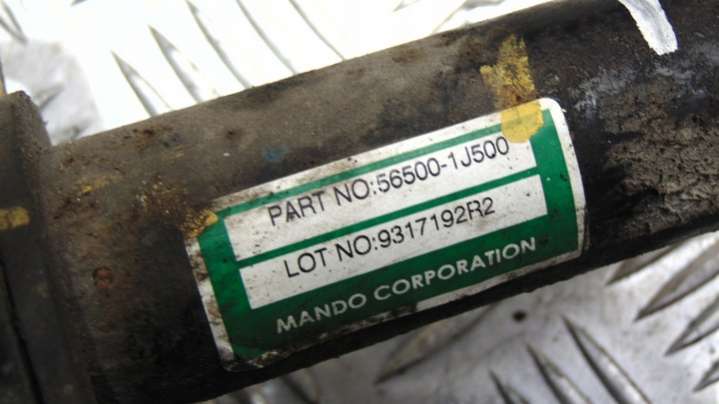 PART NO:56500-1J500
LOT NO:9317192R2
MANDO CORPORATION